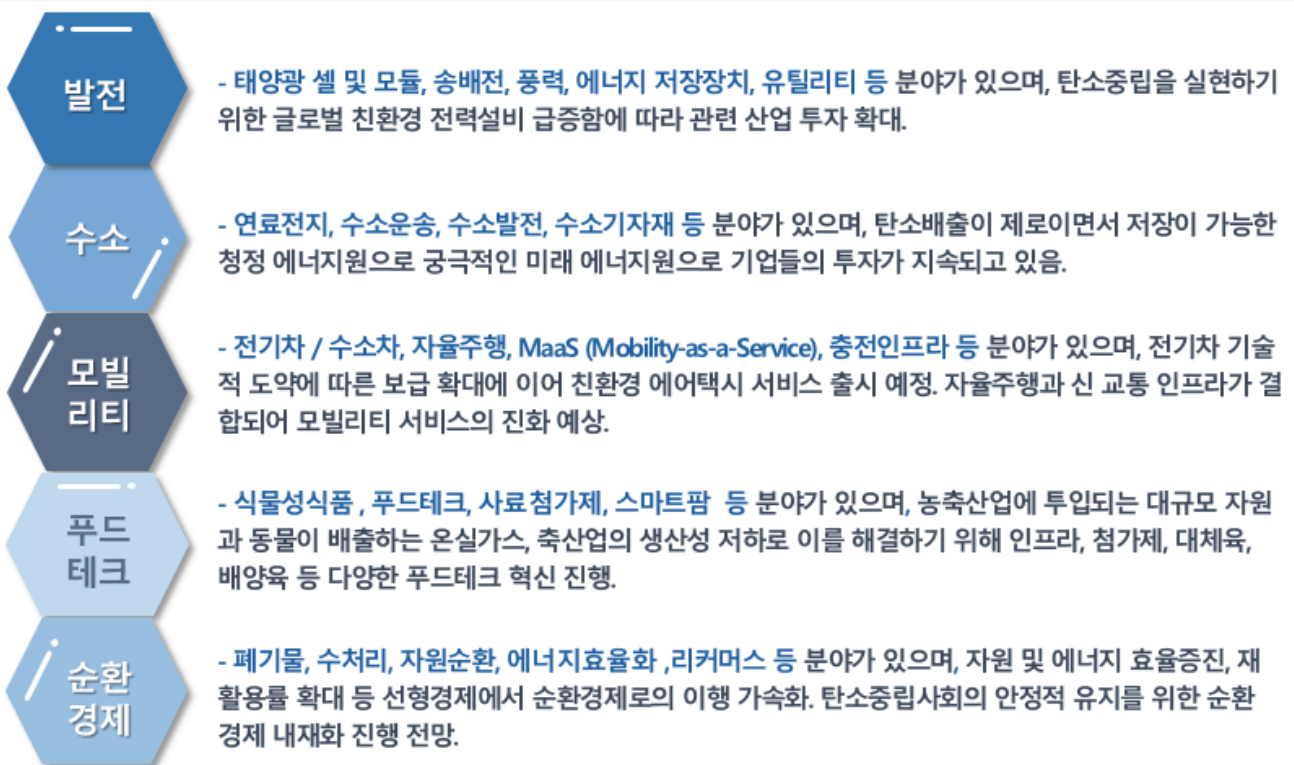 발전
- 태양광 셀 및 모듈, 송배전, 풍력, 에너지 저장장치, 유틸리티 등 분야가 있으며, 탄소중립을 실현하기
위한 글로벌 친환경 전력설비 급증함에 따라 관련 산업 투자 확대.
수소
- 연료전지, 수소운송, 수소발전, 수소기자재 등 분야가 있으며, 탄소배출이 제로이면서 저장이 가능한
청정 에너지원으로 궁극적인 미래 에너지원으로 기업들의 투자가 지속되고 있음.
모빌
리티
- 전기차 / 수소차, 자율주행, MaaS (Mobility-as-a-Service), 충전인프라 등 분야가 있으며, 전기차 기술
적 도약에 따른 보급 확대에 이어 친환경 에어택시 서비스 출시 예정. 자율주행과 신 교통 인프라가 결
합되어 모빌리티 서비스의 진화 예상.
푸드
테크
- 식물성식품 , 푸드테크, 사료첨가제, 스마트팜 등 분야가 있으며, 농축산업에 투입되는 대규모 자원
과 동물이 배출하는 온실가스, 축산업의 생산성 저하로 이를 해결하기 위해 인프라, 첨가제, 대체육,
배양육 등 다양한 푸드테크 혁신 진행.
순환
경제
- 폐기물, 수처리, 자원순환, 에너지효율화 ,리커머스 등 분야가 있으며, 자원 및 에너지 효율증진, 재
활용률 확대 등 선형경제에서 순환경제로의 이행 가속화. 탄소중립사회의 안정적 유지를 위한 순환
경제 내재화 진행 전망.